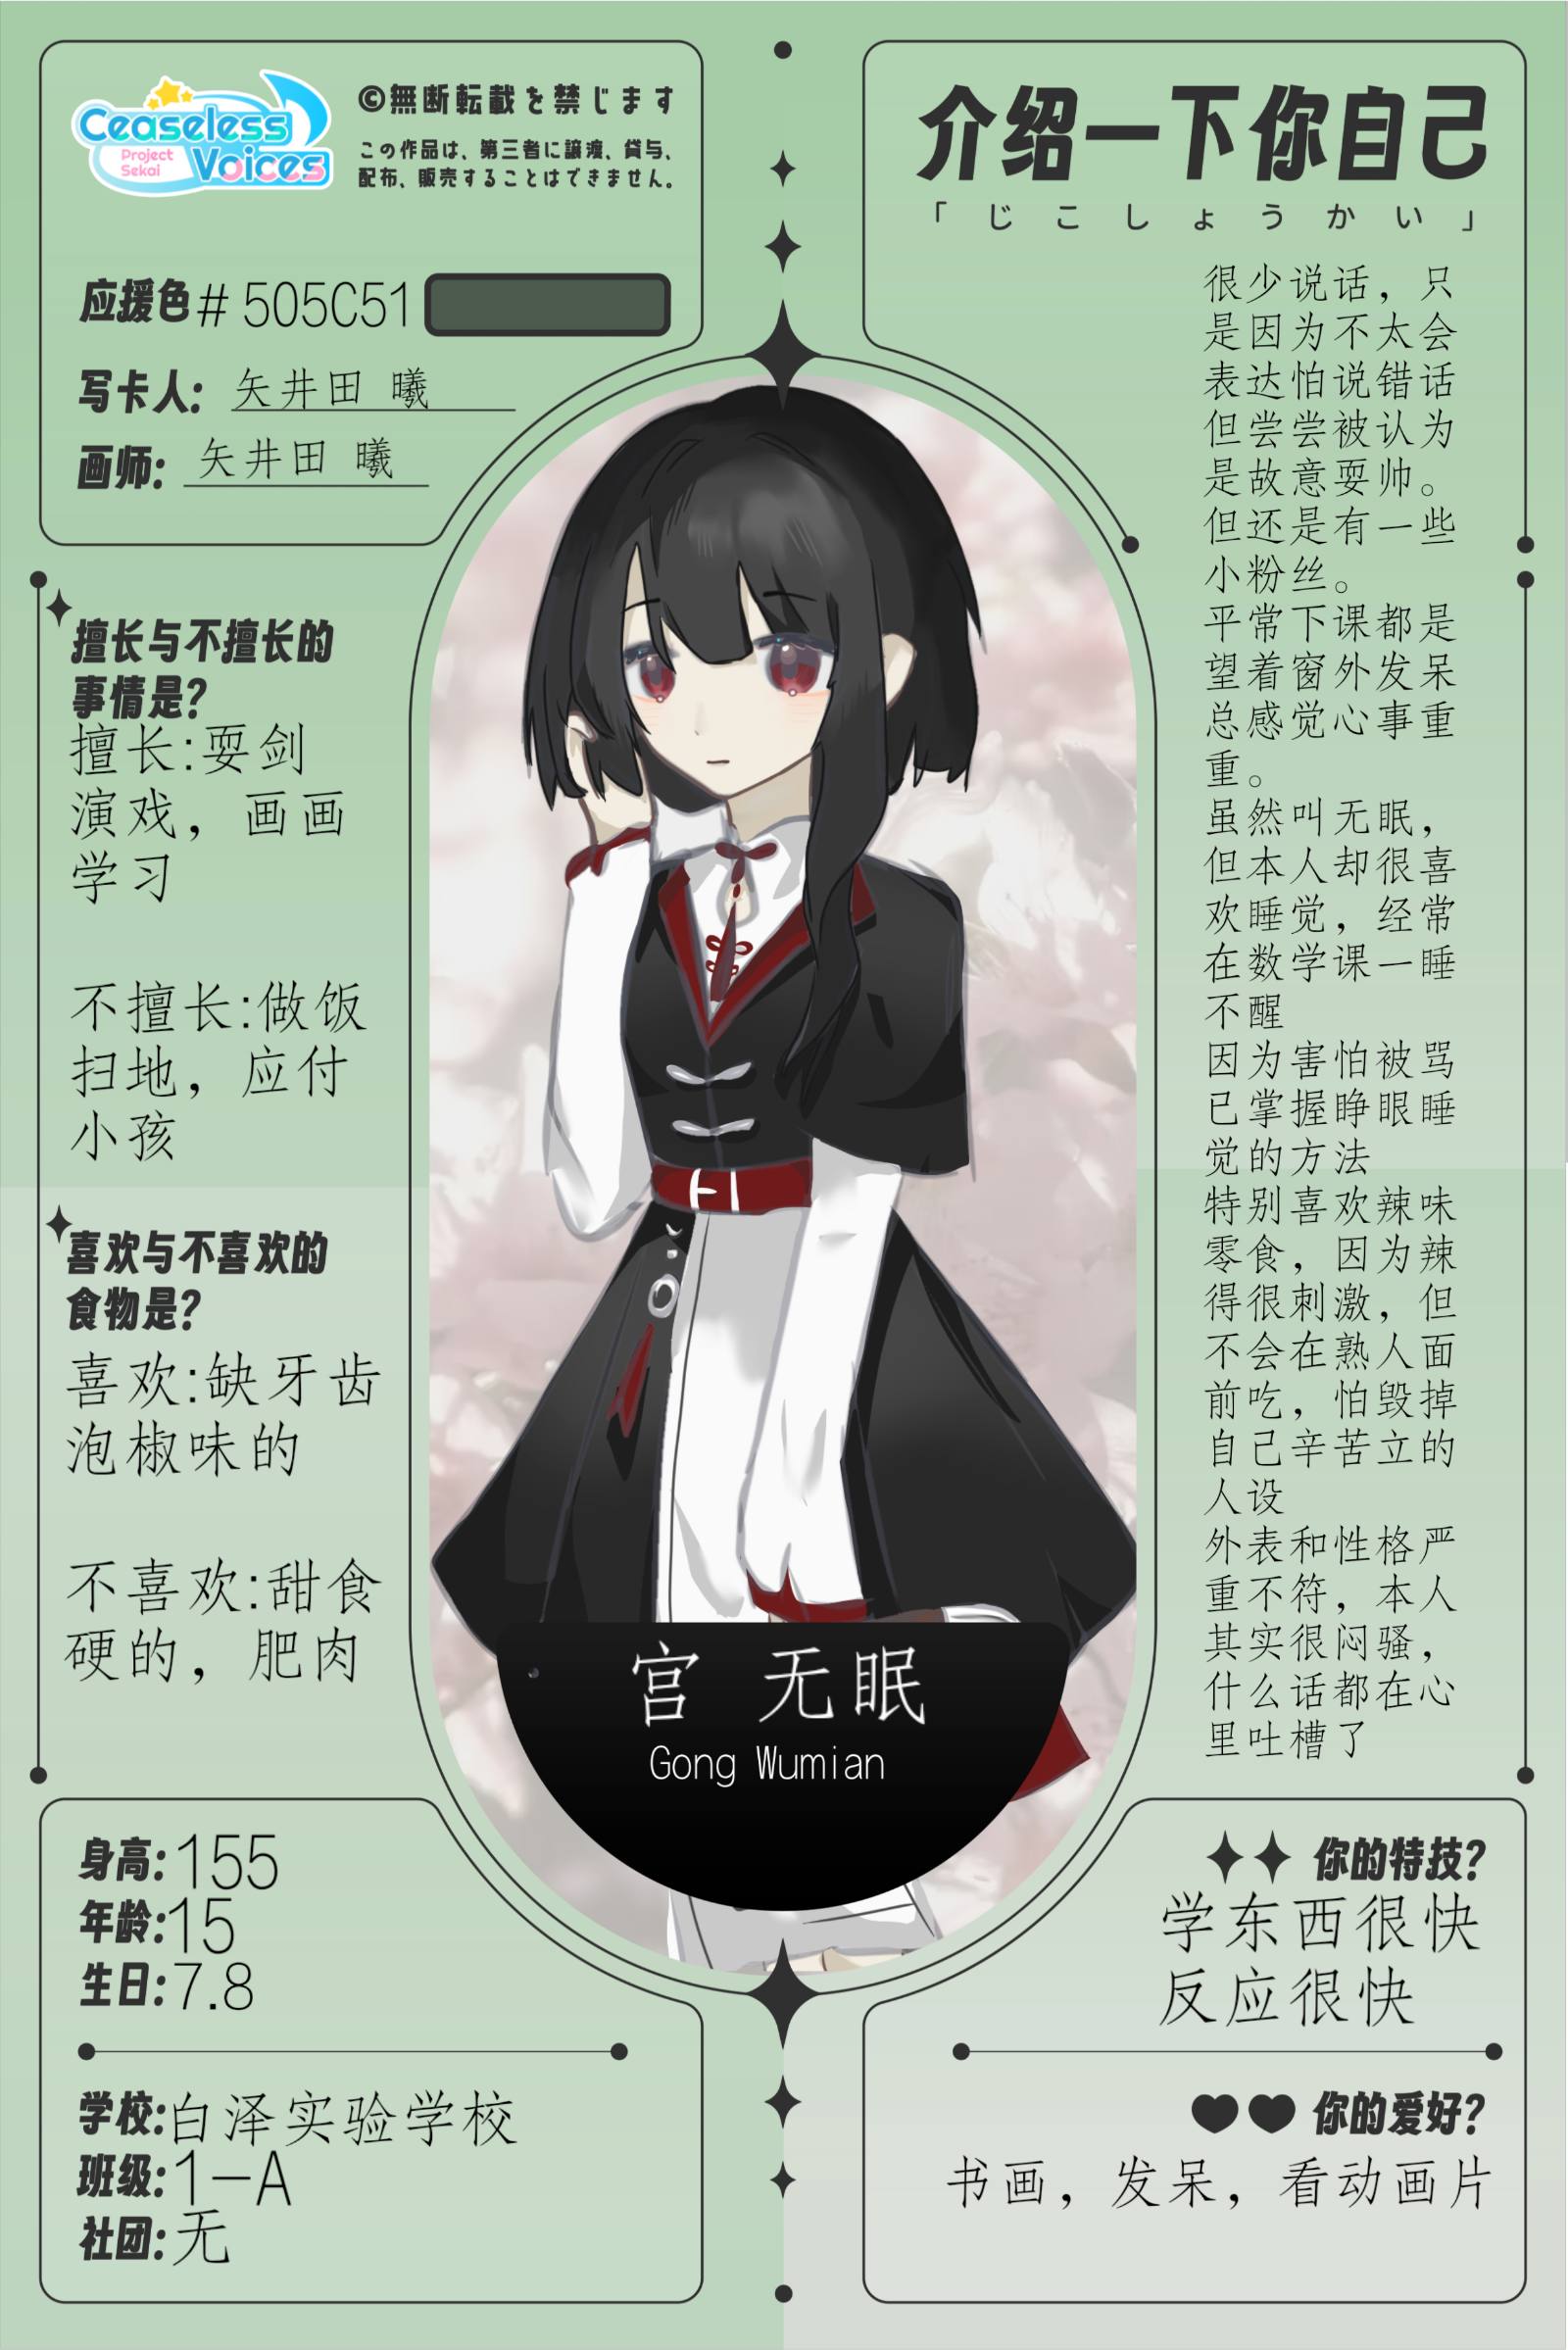 Ceaseless
Project
Sekai
Voices
©無断転載を禁じます
この作品は、第三者に譲渡、貸与、
配布、販売することはできません。
应援色# 505C51
写卡人: 矢井田 曦
画师: 矢井田 曦
介绍一下你自己
「じこしょうかい」
很少说话，只
是因为不太会
表达怕说错话
但尝尝被认为
是故意耍帅。
但还是有一些
小粉丝。
平常下课都是
望着窗外发呆
总感觉心事重
重。
虽然叫无眠，
但本人却很喜
欢睡觉，经常
在数学课一睡
不醒
因为害怕被骂
已掌握睁眼睡
觉的方法
特别喜欢辣味
零食，因为辣
得很刺激，但
不会在熟人面
前吃，怕毁掉
自己辛苦立的
人设
外表和性格严
重不符，本人
其实很闷骚，
什么话都在心
里吐槽了
擅长与不擅长的
事情是?
擅长:耍剑
演戏，画画
学习
不擅长:做饭
扫地，应付
小孩
喜欢与不喜欢的
食物是?
喜欢:缺牙齿
泡椒味的
不喜欢:甜食
硬的，肥肉
宫 无眠
Gong Wumian
身高:155
年龄:15
生日:7.8
学校:白泽实验学校
班级:1-A
社团:无
你的特技?
学东西很快
反应很快
你的爱好?
书画，发呆，看动画片